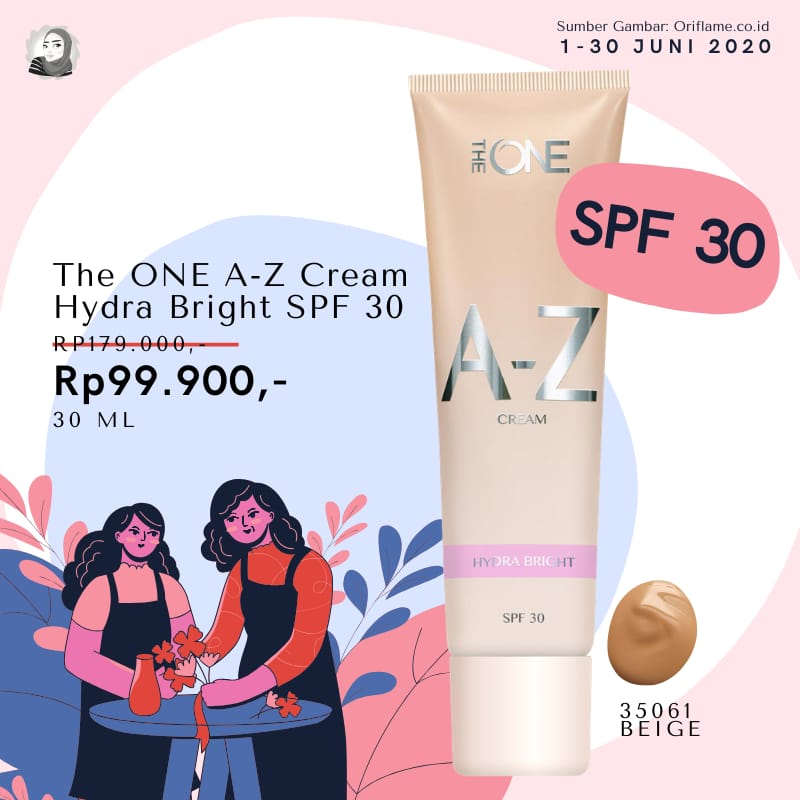 Sumber Gambar: Oriflame.co.id
1-30 JUNI 2020
THE ONE
SPF 30
The ONE A-Z Cream
Hydra Bright SPF 30
RP179.000,-
Rp99.900,-
30 ML
A-Z
CREAM
HYDRA BRIGHT
SPF 30
35061
BEIGE